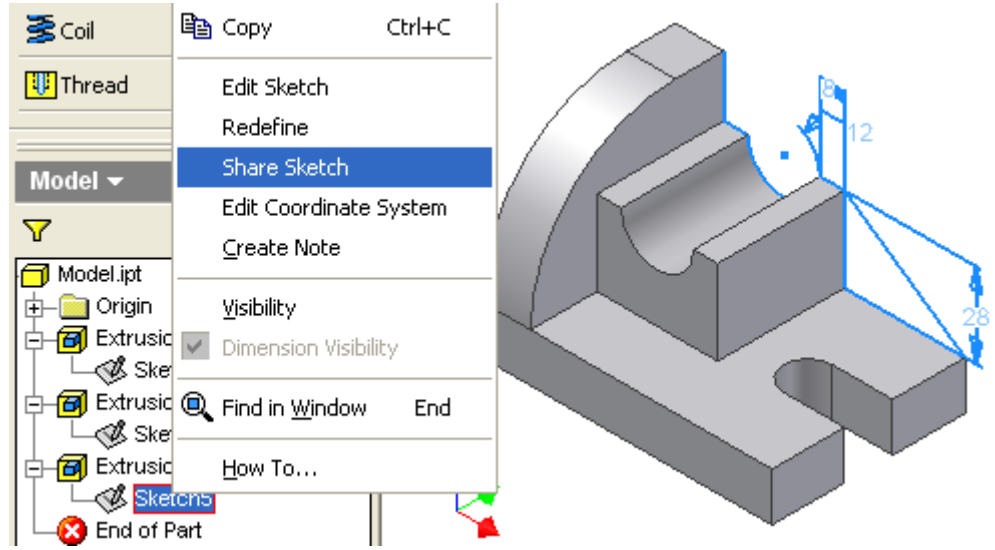 Coil
Thread
Model
Model.ipt
Origin
Extrusio
Ske
Extrusio
Ske
Extrusio
Sketch5
End of Part
Copy Ctrl+C
Edit Sketch
Redefine
Share Sketch
Edit Coordinate System
Create Note
Visibility
Dimension Visibility
Find in Window End
How To...
8
12
28